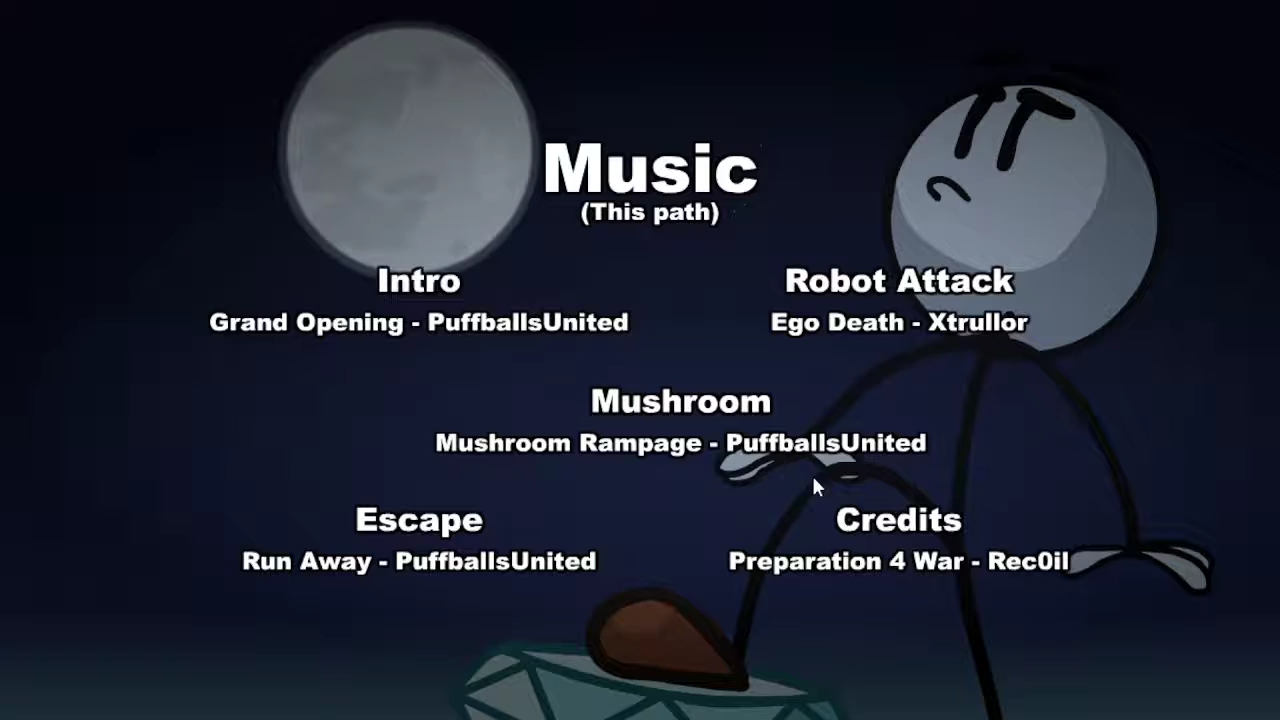 Music
(This path)
Intro
Grand Opening - PuffballsUnited
Robot Attack
Ego Death - Xtrullor
Mushroom
Mushroom Rampage - PuffballsUnited
Escape
Run Away - PuffballsUnited
Credits
Preparation 4 War - Rec0il